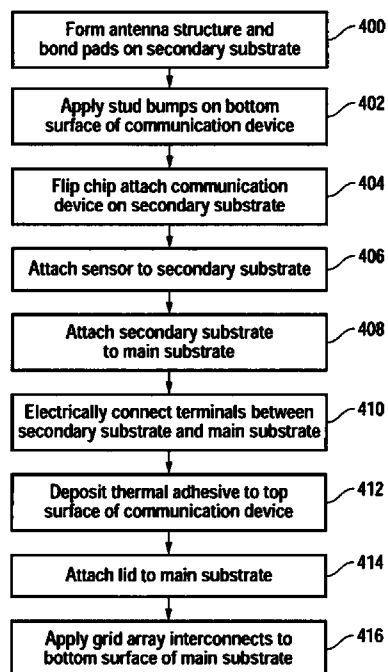 Form antenna structure and
bond pads on secondary substrate
400
Apply stud bumps on bottom
surface of communication device
402
Flip chip attach communication
device on secondary substrate
404
Attach sensor to secondary substrate
406
Attach secondary substrate
to main substrate
408
Electrically connect terminals between
secondary substrate and main substrate
410
Deposit thermal adhesive to top
surface of communication device
412
Attach lid to main substrate
414
Apply grid array interconnects to
bottom surface of main substrate
416